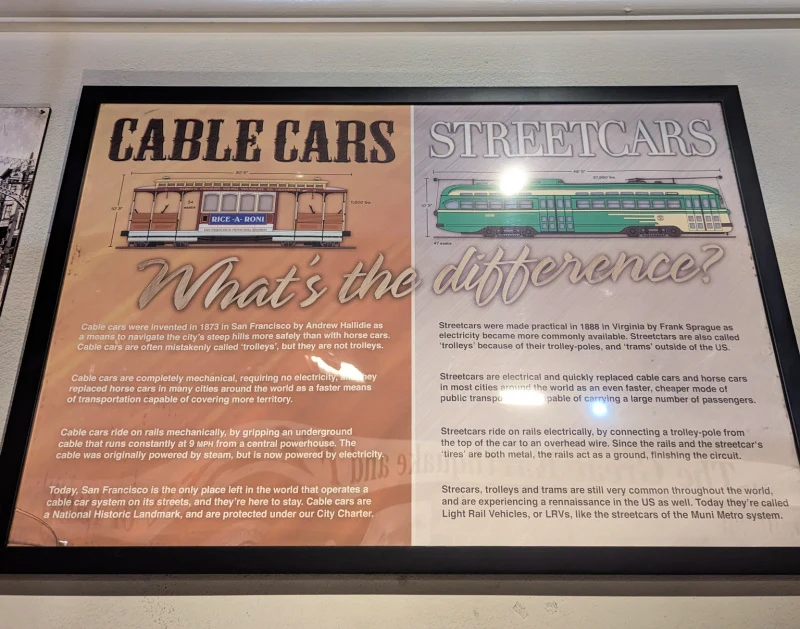 CABLE CARS
RICE-A-RONI
What's the difference?
Cable cars were invented in 1873 in San Francisco by Andrew Hallidie as
a means to navigate the city's steep hills more safely than with horse cars.
Cable cars are often mistakenly called 'trolleys', but they are not trolleys.
Cable cars are completely mechanical, requiring no electricity,
replaced horse cars in many cities around the world as a faster means
of transportation capable of covering more territory.
Cable cars ride on rails mechanically, by gripping an underground
cable that runs constantly at 9 MPH from a central powerhouse. The
cable was originally powered by steam, but is now powered by electricity.
Today, San Francisco is the only place left in the world that operates a
cable car system on its streets, and they're here to stay. Cable cars are
a National Historic Landmark, and are protected under our City Charter.
STREETCARS
Streetcars were made practical in 1888 in Virginia by Frank Sprague as
electricity became more commonly available. Streetctars are also called
'trolleys' because of their trolley-poles, and 'trams' outside of the US.
Streetcars are electrical and quickly replaced cable cars and horse cars
in most cities around the world as an even faster, cheaper mode of
public capable of carrying a large number of passengers.
Streetcars ride on rails electrically, by connecting a trolley-pole from
the top of the car to an overhead wire. Since the rails and the streetcar's
'tires' are both metal, the rails act as a ground, finishing the circuit.
Strecars, trolleys and trams are still very common throughout the world,
and are experiencing a rennaissance in the US as well. Today they're called
Light Rail Vehicles, or LRVs, like the streetcars of the Muni Metro system.